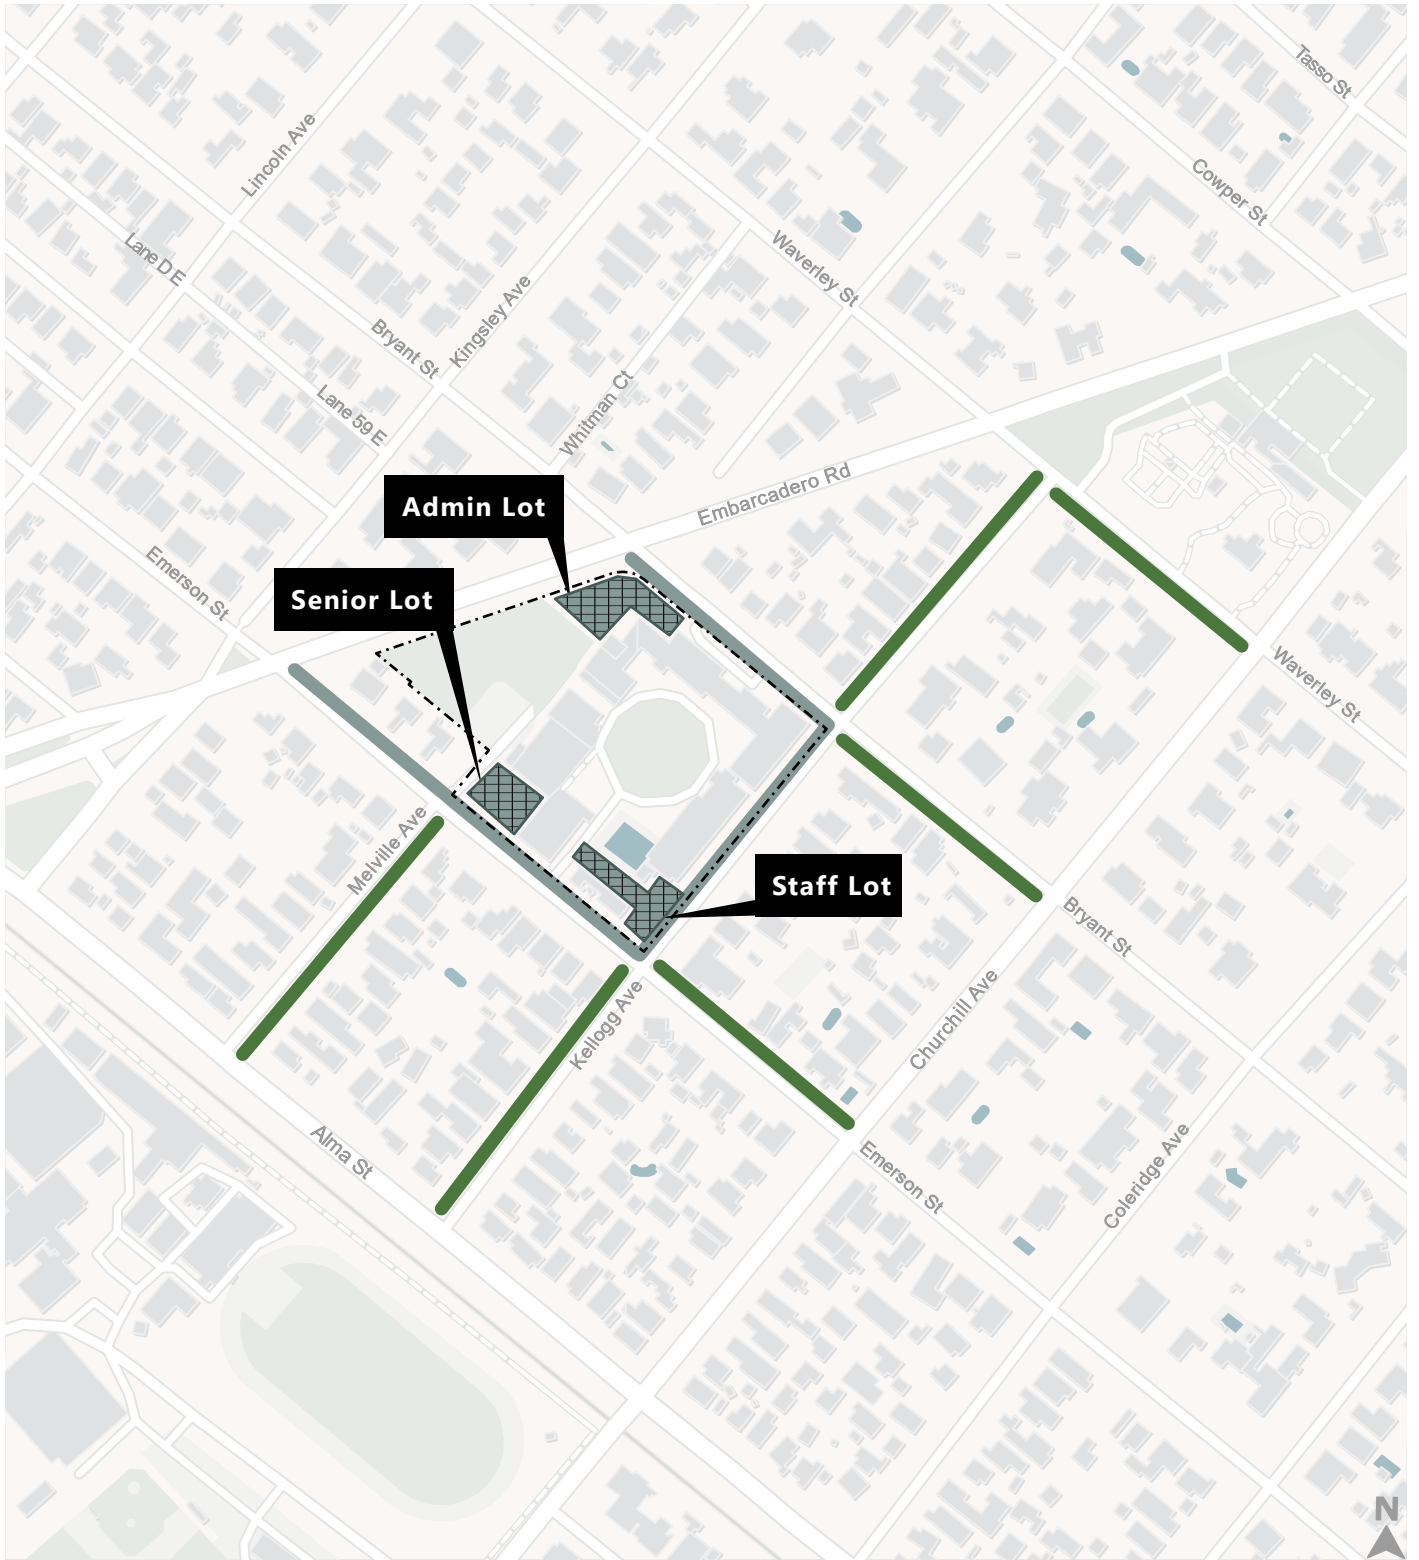 Tasso St
Lincoln Ave
Cowper St
Lane D E
Waverley St
Kingsley Ave
Bryant St
Whitman Ct
Lane 59 E
Embarcadero Rd
Admin Lot
Emerson St
Senior Lot
Waverley St
Melville Ave
Staff Lot
Bryant St
Kellogg Ave
Churchill Ave
Alma St
Emerson St
Coleridge Ave
N